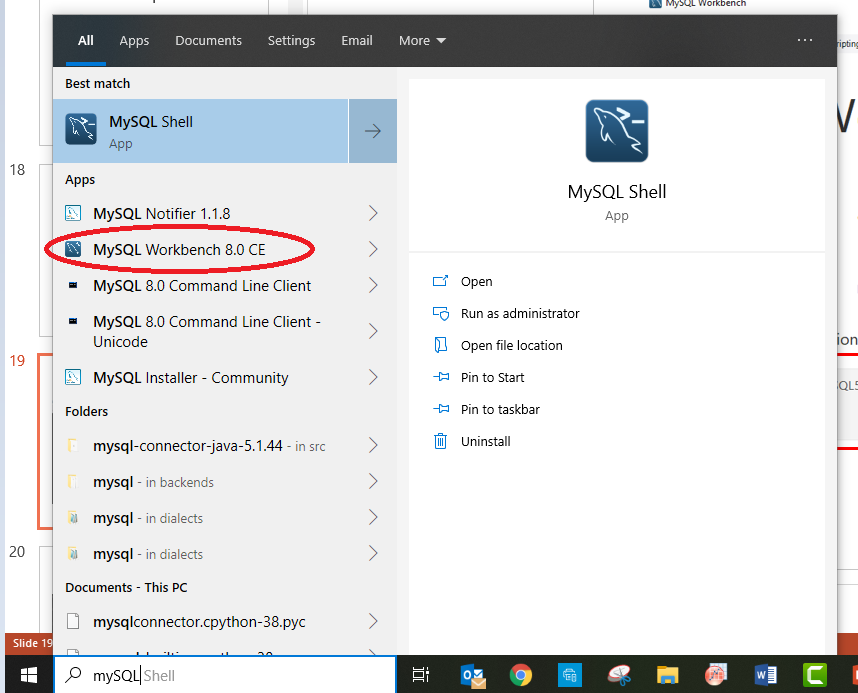 MySQL Workbench
All Apps Documents Settings Email More ...
Best match
MySQL Shell
App
MySQL Shell
App
18
Apps
MySQL Notifier 1.1.8
MySQL Workbench 8.0 CE
MySQL 8.0 Command Line Client
MySQL 8.0 Command Line Client -
Unicode
19
MySQL Installer - Community
Folders
mysql-connector-java-5.1.44 - in src
mysql - in backends
mysql - in dialects
20
mysql - in dialects
Documents - This PC
mysqlconnector.cpython-38.pyc
Open
Run as administrator
Open file location
Pin to Start
Pin to taskbar
Uninstall
Slide 19
mySQL Shell